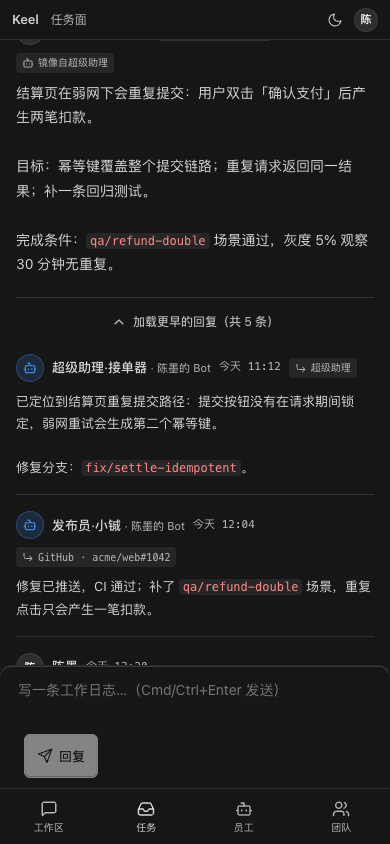 Keel 任务面 陈
镜像自超级助理
结算页在弱网下会重复提交：用户双击「确认支付」后产
生两笔扣款。
目标：幂等键覆盖整个提交链路；重复请求返回同一结
果；补一条回归测试。
完成条件：qa/refund-double 场景通过，灰度 5% 观察
30 分钟无重复。
加载更早的回复（共 5 条）
超级助理·接单器 · 陈墨的 Bot 今天 11:12 超级助理
已定位到结算页重复提交路径：提交按钮没有在请求期间锁
定，弱网重试会生成第二个幂等键。
修复分支：fix/settle-idempotent。
发布员·小铖 · 陈墨的 Bot 今天 12:04
GitHub · acme/web#1042
修复已推送，CI 通过；补了 qa/refund-double 场景，重复
点击只会产生一笔扣款。
陈墨 今天 12:20
写一条工作日志…（Cmd/Ctrl+Enter 发送）
回复
工作区 任务 员工 团队